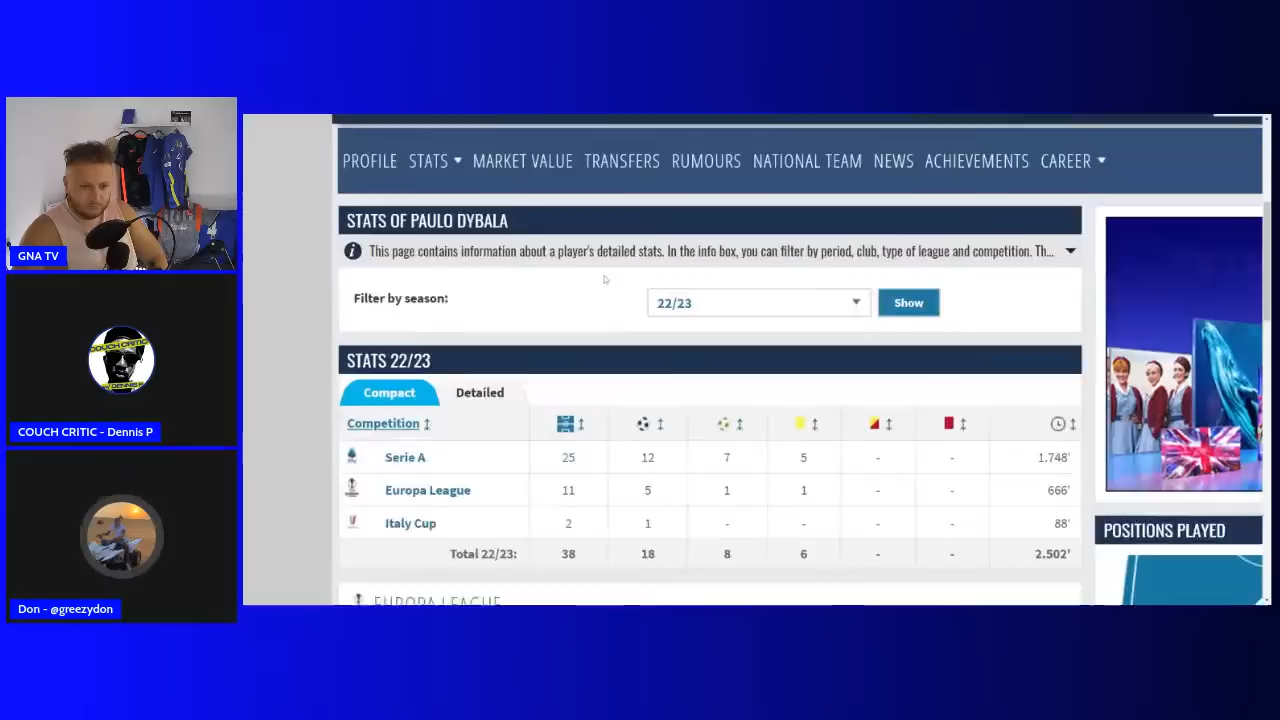 GNA TV
COUCH CRITIC
COUCH CRITIC - Dennis P
Don - @greezydon
PROFILE STATS MARKET VALUE TRANSFERS RUMOURS NATIONAL TEAM NEWS ACHIEVEMENTS CAREER
STATS OF PAULO DYBALA
This page contains information about a player's detailed stats. In the info box, you can filter by period, club, type of league and competition. Th...
Filter by season: 22/23 Show
STATS 22/23
Compact Detailed
Competition
Serie A 25 12 7 5 - - 1.748'
Europa League 11 5 1 1 - - 666'
Italy Cup 2 1 - - - - 88'
Total 22/23: 38 18 8 6 - - 2.502'
EUROPA LEAGUE
POSITIONS PLAYED